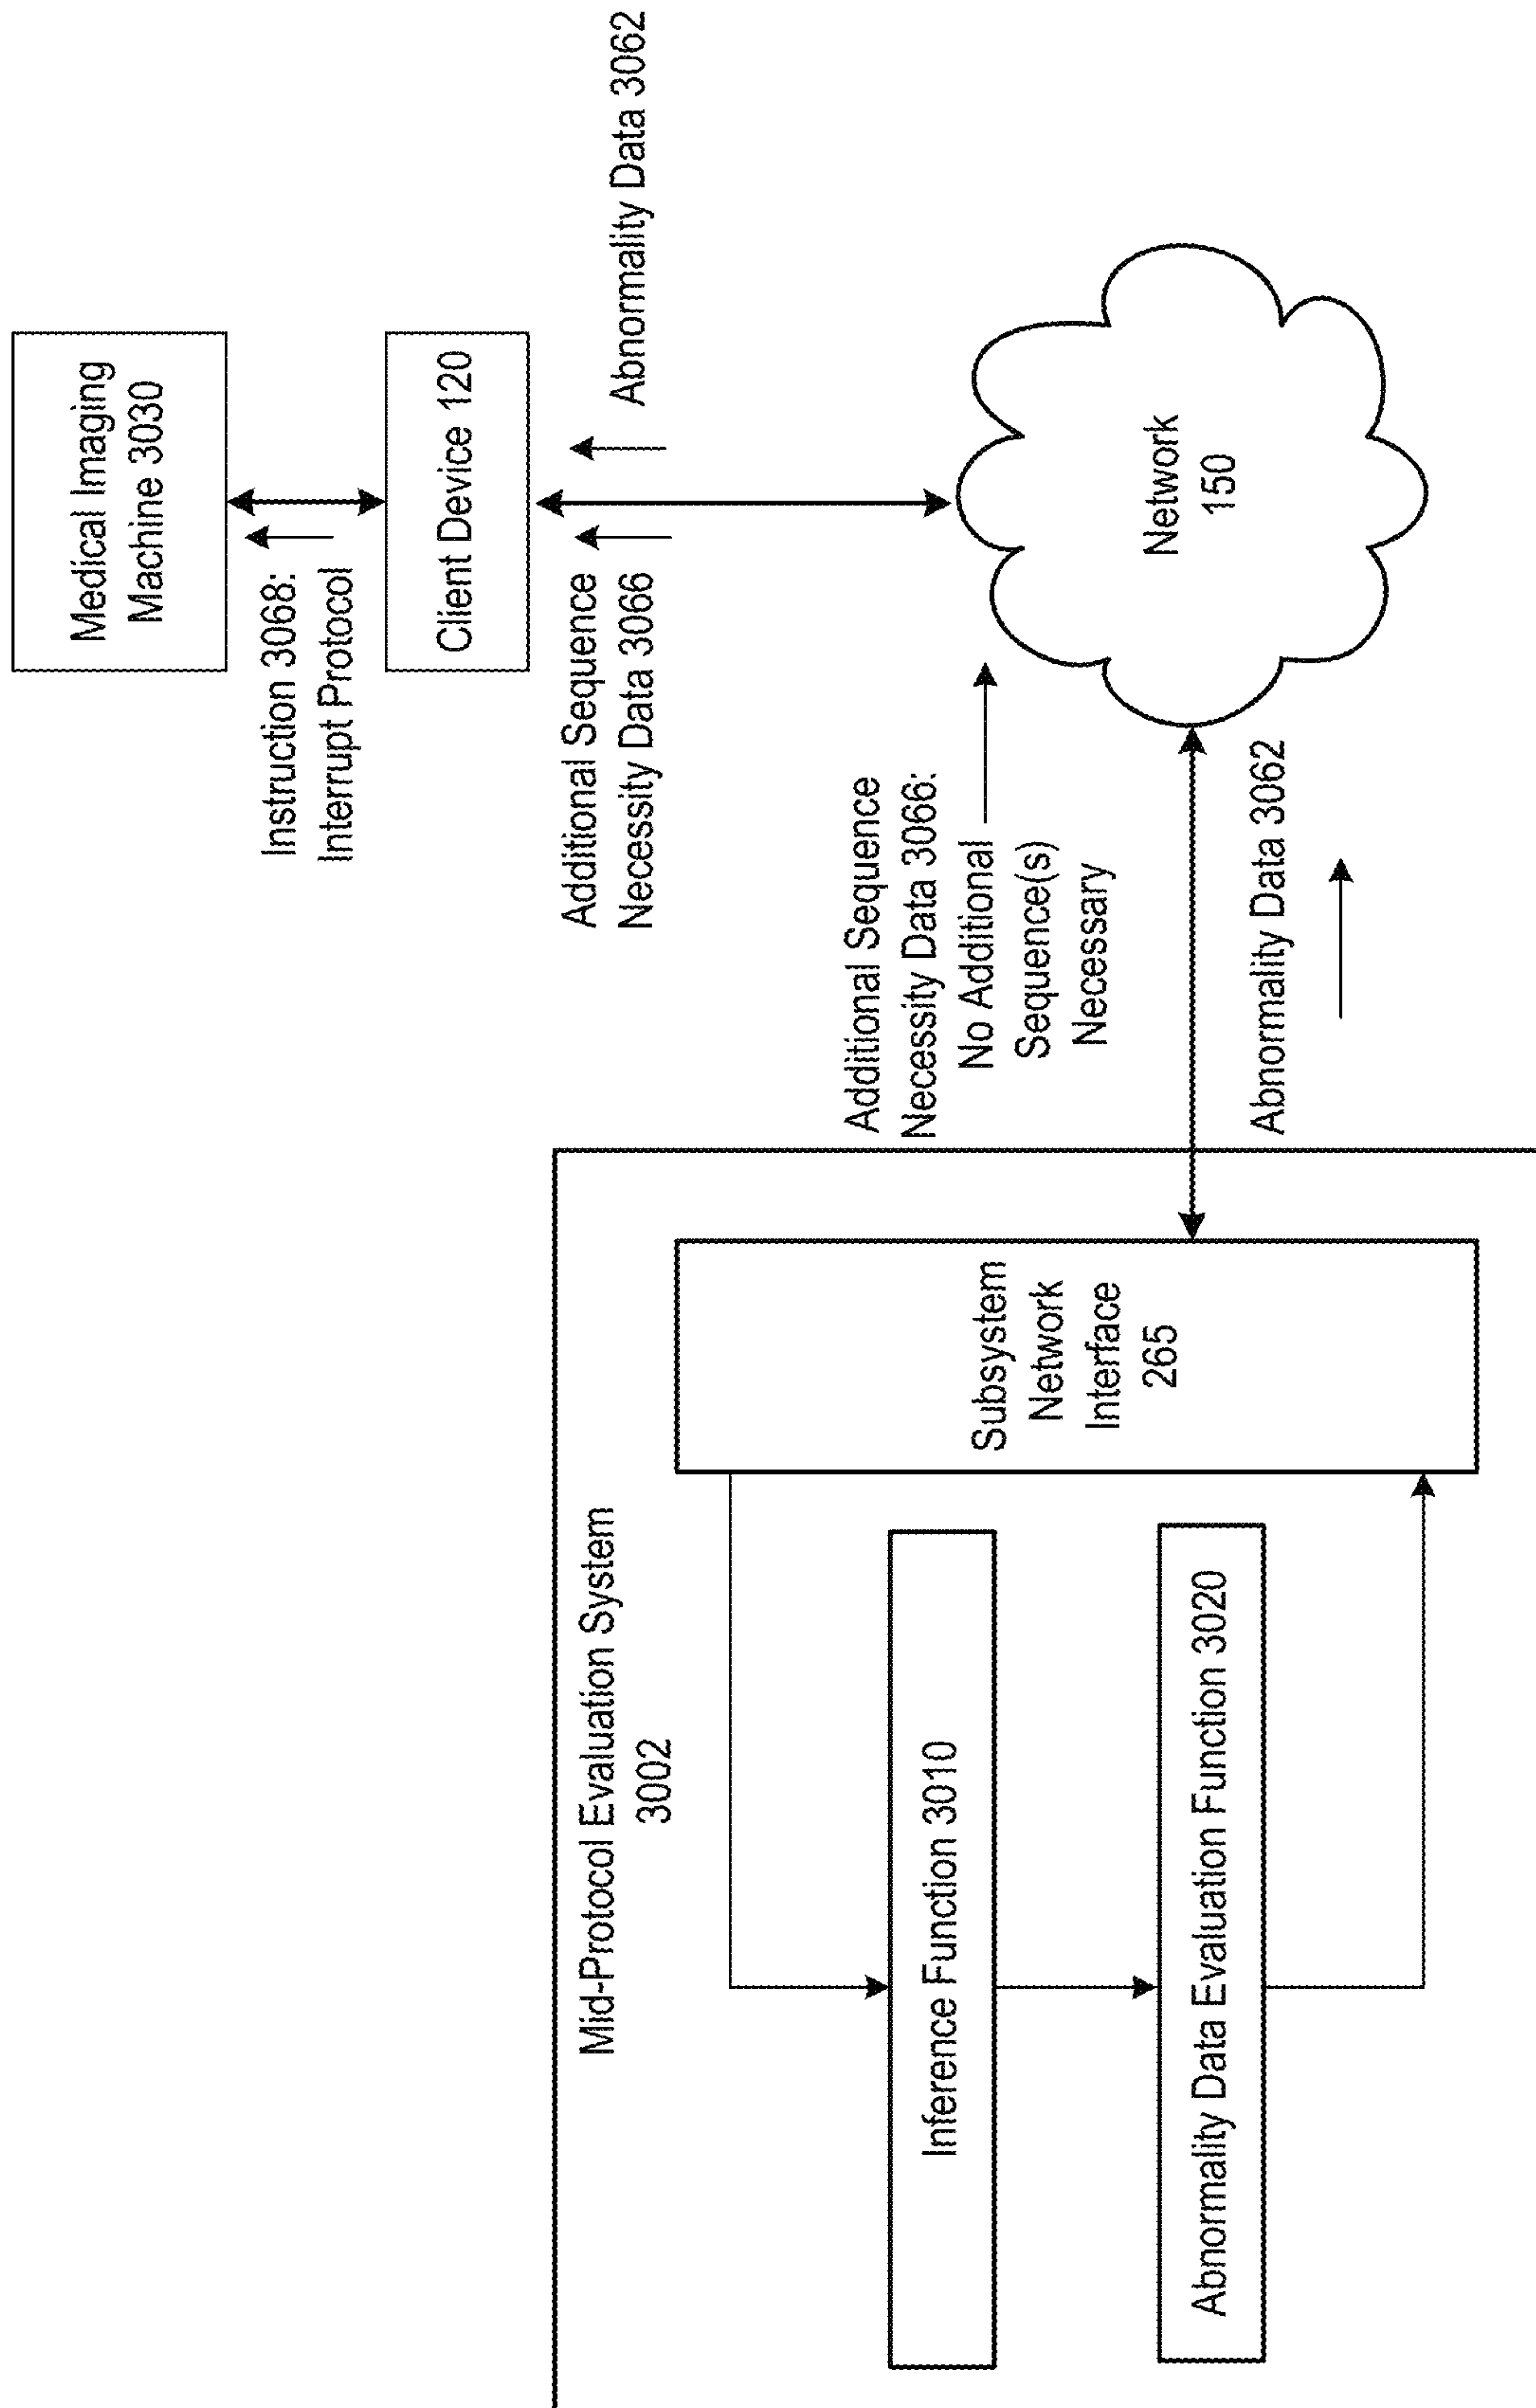 Medical Imaging
Machine 3030
Instruction 3068:
Interrupt Protocol
Client Device 120
Additional Sequence
Necessity Data 3066
Abnormality Data 3062
Mid-Protocol Evaluation System
3002
Subsystem
Network
Interface
265
Inference Function 3010
Abnormality Data Evaluation Function 3020
Additional Sequence
Necessity Data 3066:
No Additional
Sequence(s)
Necessary
Abnormality Data 3062
Network
150